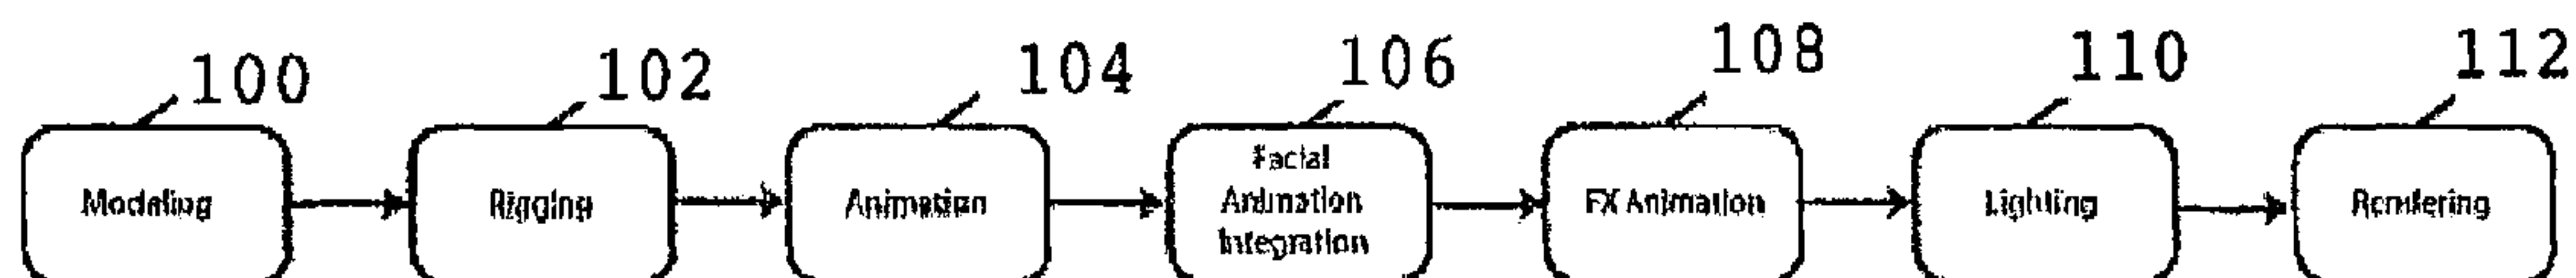 100 102 104 106 108 110 112
Modeling
Rigging
Animation
Facial
Animation
Integration
FX Animation
Lighting
Rendering